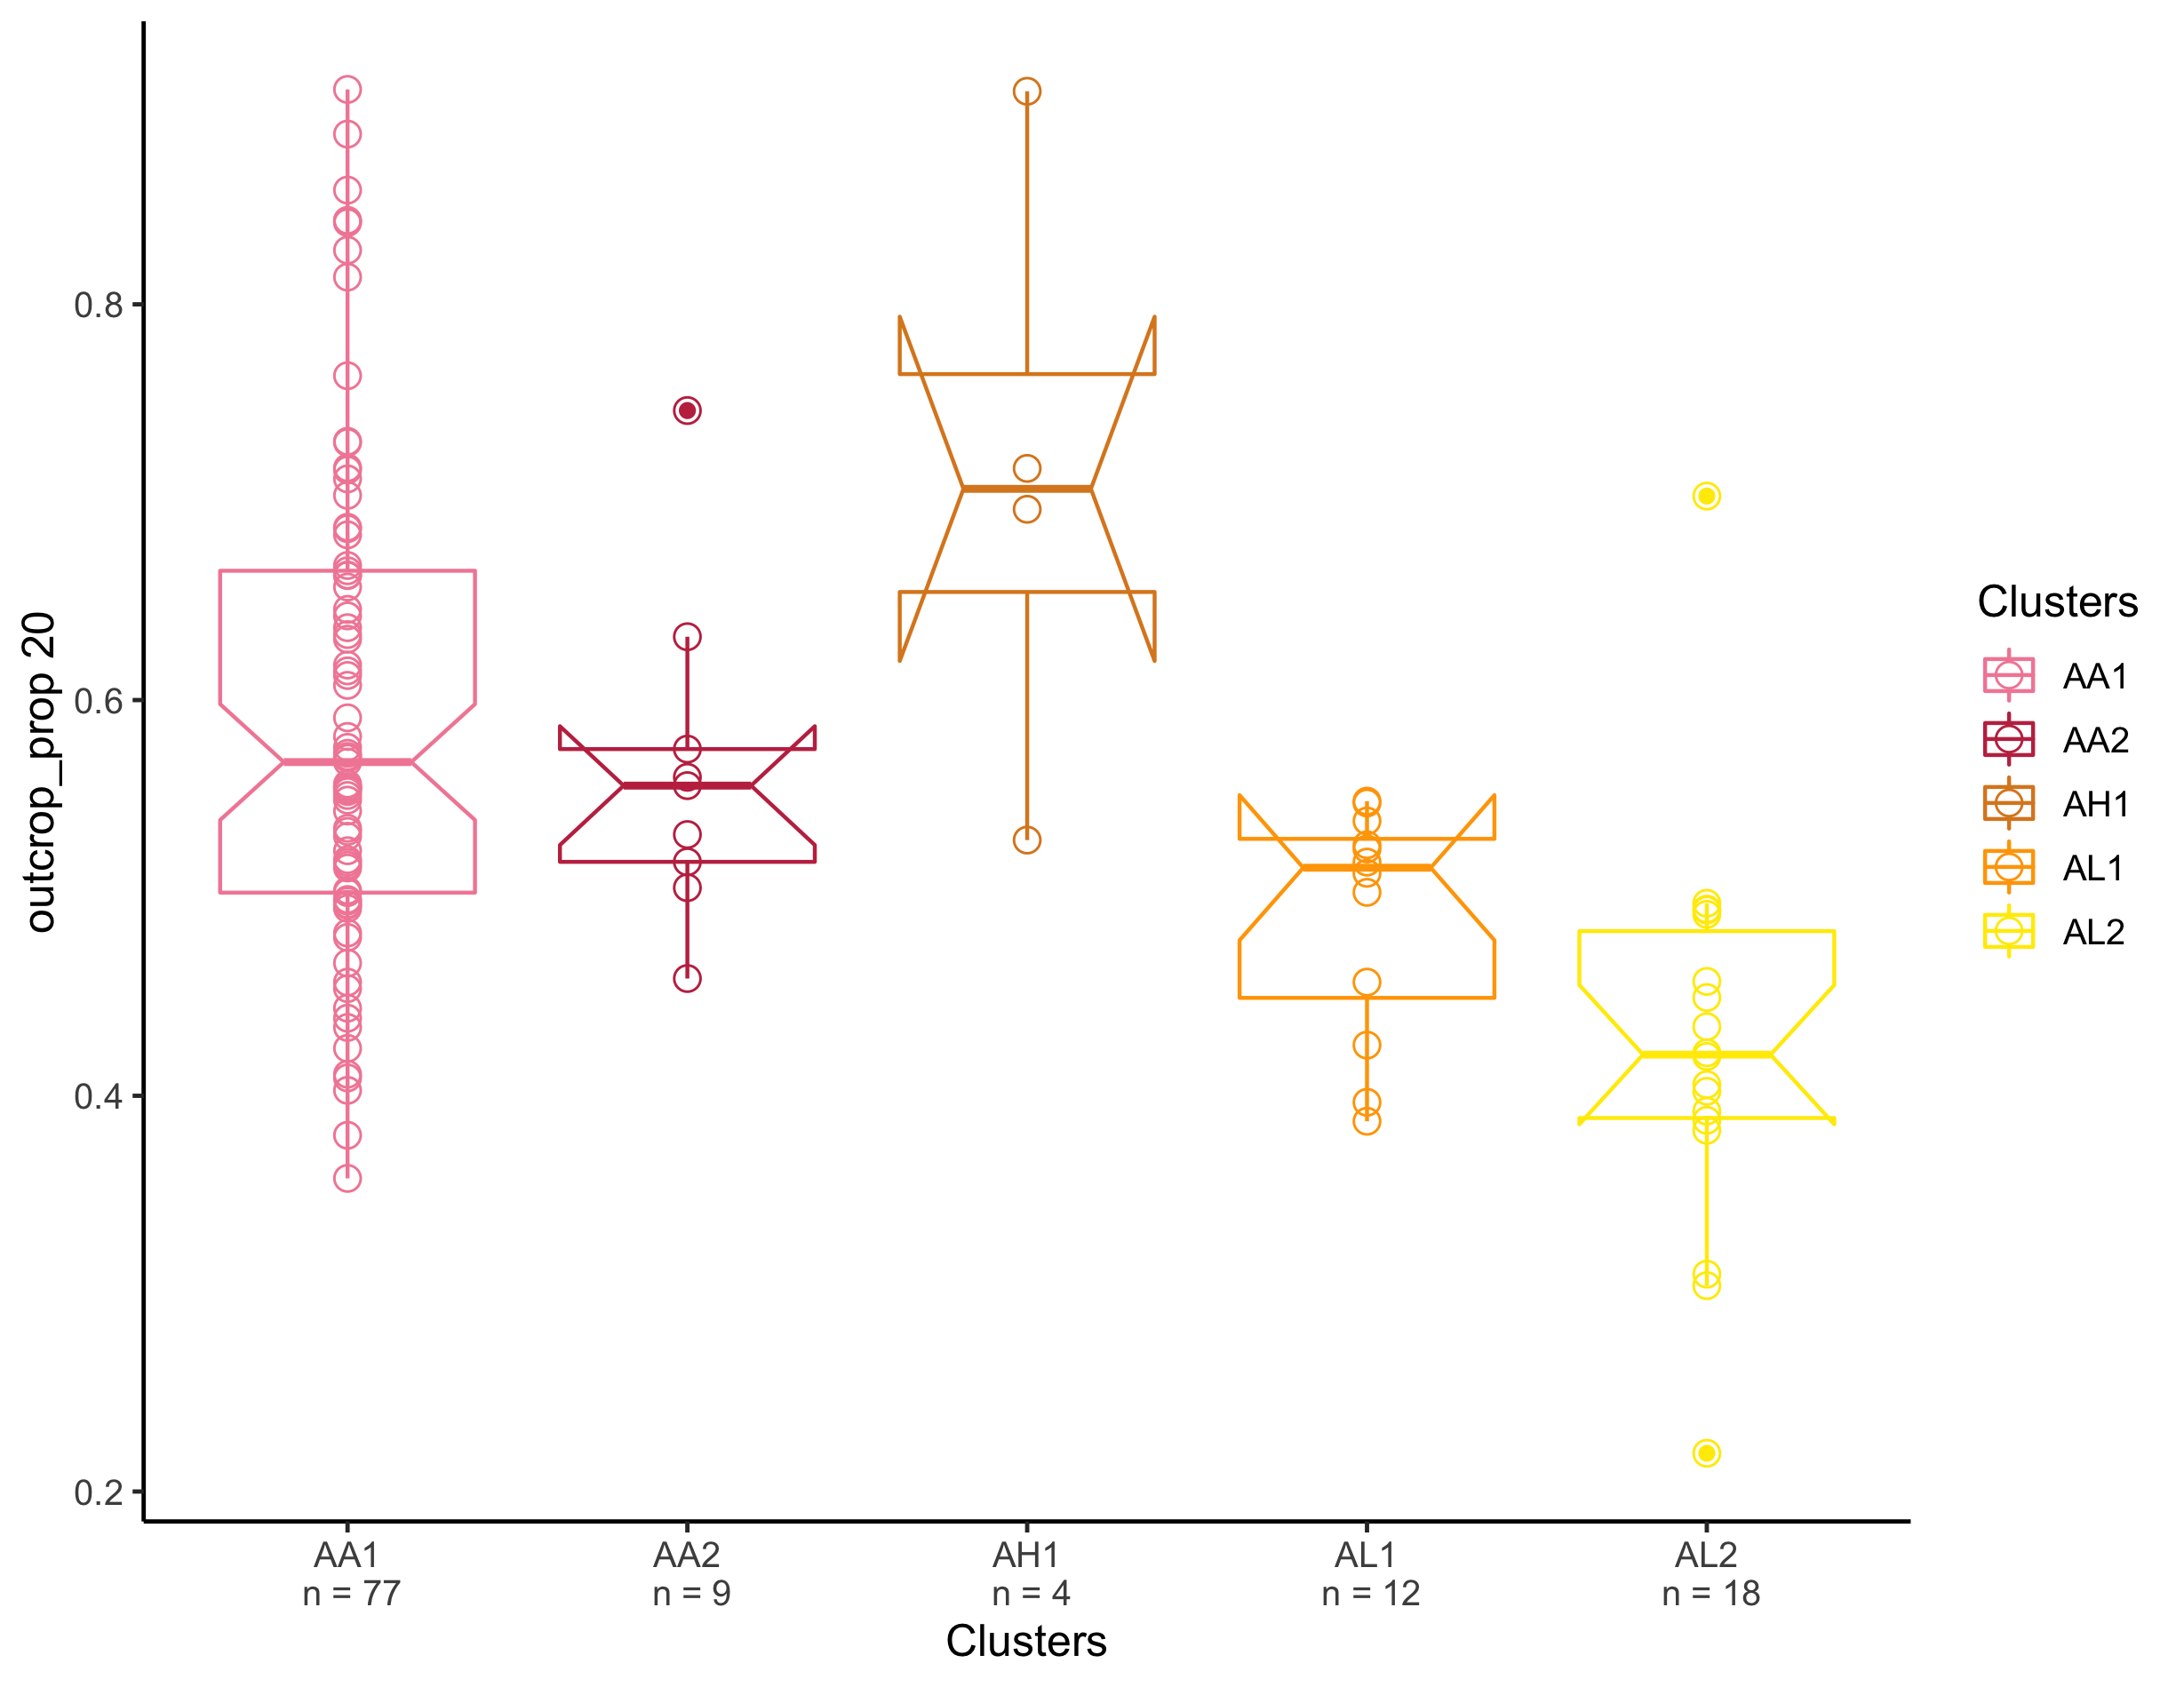 outcrop_prop 20
0.8
0.6
0.4
0.2
AA1
n = 77
AA2
n = 9
AH1
n = 4
AL1
n = 12
AL2
n = 18
Clusters
Clusters
AA1
AA2
AH1
AL1
AL2